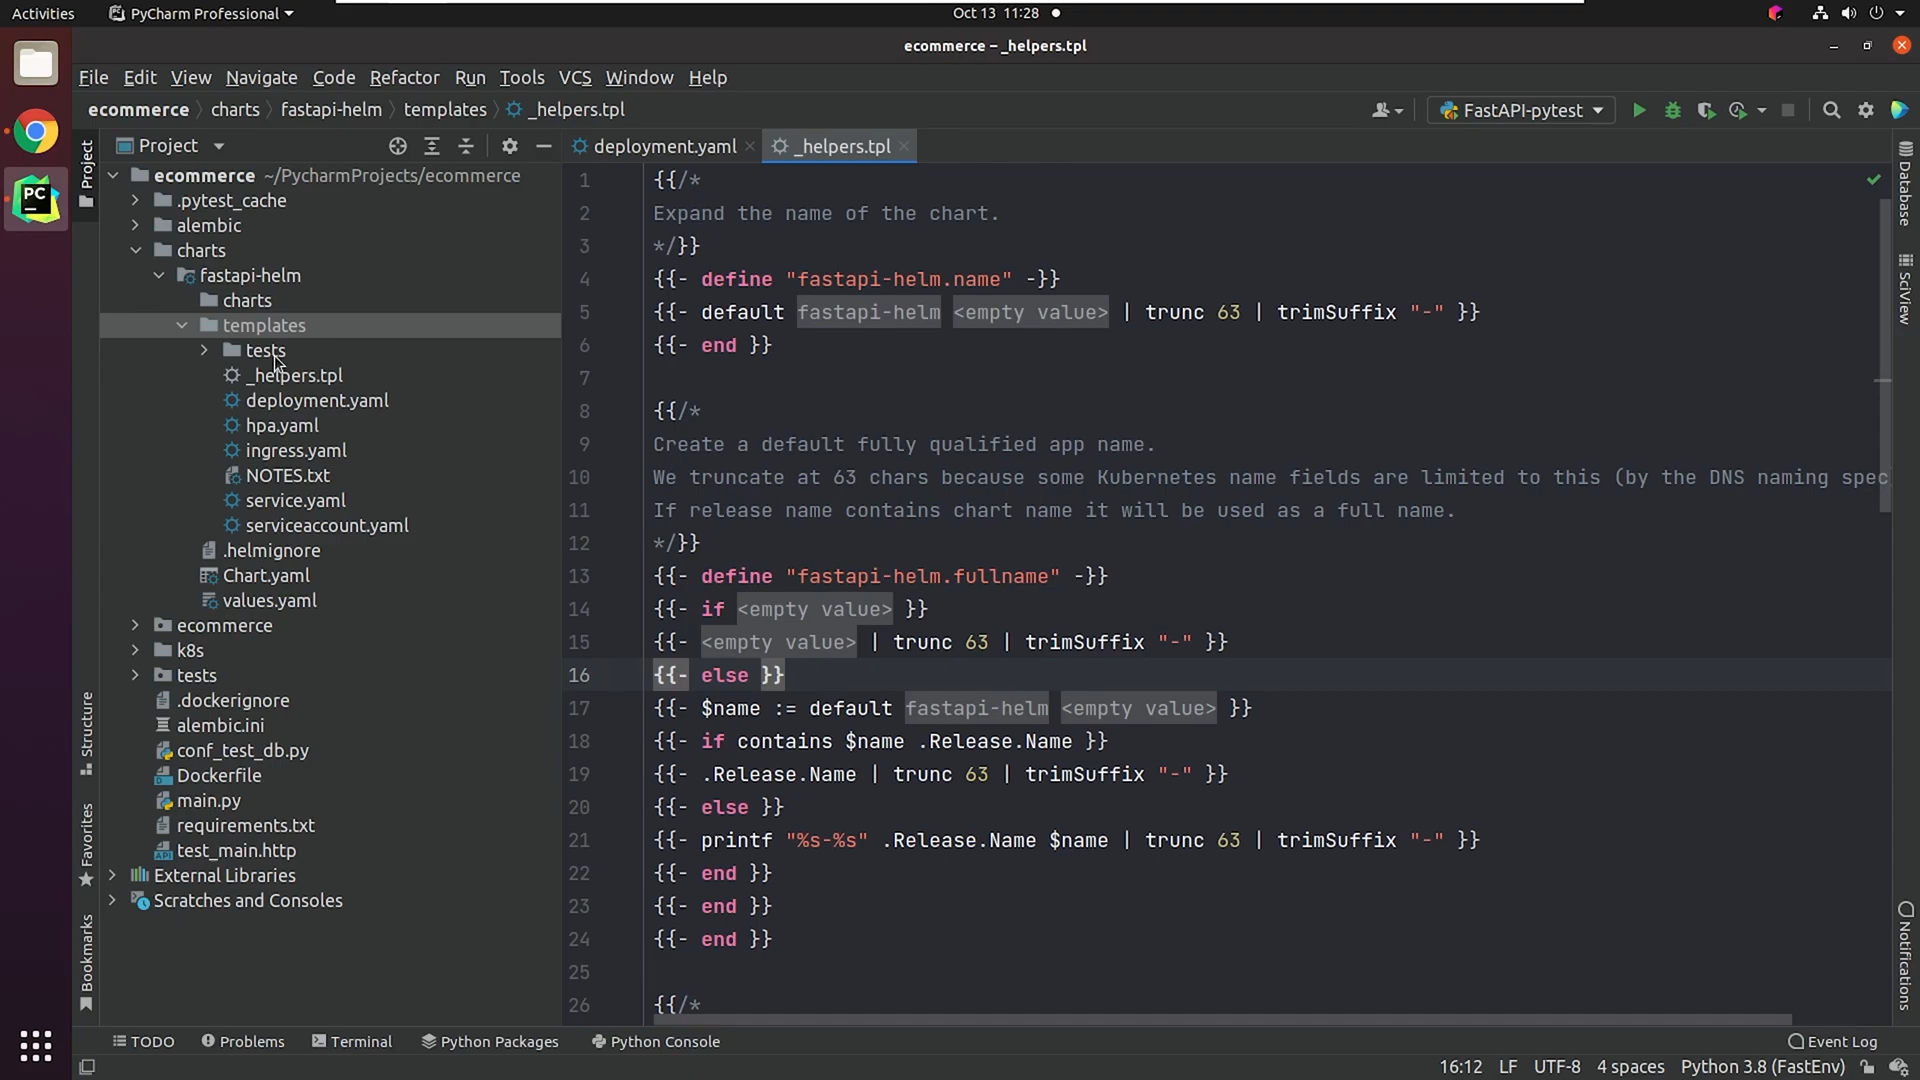 Activities PyCharm Professional Oct 13 11:28
ecommerce – _helpers.tpl
File Edit View Navigate Code Refactor Run Tools VCS Window Help
ecommerce charts fastapi-helm templates _helpers.tpl FastAPI-pytest
Project deployment.yaml _helpers.tpl
ecommerce ~/PycharmProjects/ecommerce
.pytest_cache
alembic
charts
fastapi-helm
charts
templates
tests
_helpers.tpl
deployment.yaml
hpa.yaml
ingress.yaml
NOTES.txt
service.yaml
serviceaccount.yaml
.helmignore
Chart.yaml
values.yaml
ecommerce
k8s
tests
.dockerignore
alembic.ini
conf_test_db.py
Dockerfile
main.py
requirements.txt
test_main.http
External Libraries
Scratches and Consoles
1 {{/*
2 Expand the name of the chart.
3 */}}
4 {{- define "fastapi-helm.name" -}}
5 {{- default fastapi-helm <empty value> | trunc 63 | trimSuffix "-" }}
6 {{- end }}
7
8 {{/*
9 Create a default fully qualified app name.
10 We truncate at 63 chars because some Kubernetes name fields are limited to this (by the DNS naming spec
11 If release name contains chart name it will be used as a full name.
12 */}}
13 {{- define "fastapi-helm.fullname" -}}
14 {{- if <empty value> }}
15 {{- <empty value> | trunc 63 | trimSuffix "-" }}
16 {{- else }}
17 {{- $name := default fastapi-helm <empty value> }}
18 {{- if contains $name .Release.Name }}
19 {{- .Release.Name | trunc 63 | trimSuffix "-" }}
20 {{- else }}
21 {{- printf "%s-%s" .Release.Name $name | trunc 63 | trimSuffix "-" }}
22 {{- end }}
23 {{- end }}
24 {{- end }}
25
26 {{/*
Project
Structure
Favorites
Bookmarks
Database
SciView
Notifications
TODO Problems Terminal Python Packages Python Console Event Log
16:12 LF UTF-8 4 spaces Python 3.8 (FastEnv)
PC